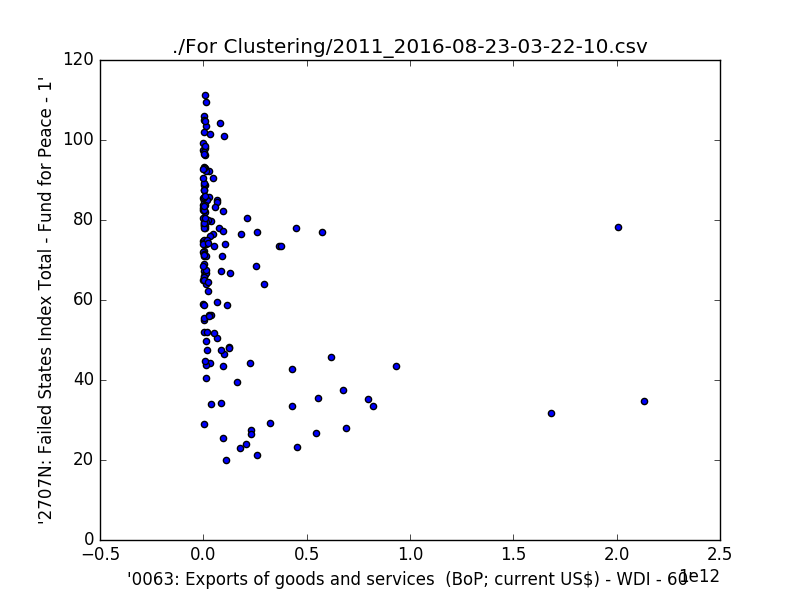 ./For Clustering/2011_2016-08-23-03-22-10.csv
120
100
80
60
40
20
0
'2707N: Failed States Index Total - Fund for Peace - 1'
−0.5 0.0 0.5 1.0 1.5 2.0 2.5
1e12
'0063: Exports of goods and services (BoP; current US$) - WDI - 60'